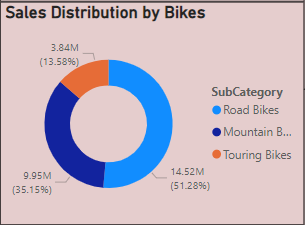 Sales Distribution by Bikes
3.84M
(13.58%)
SubCategory
Road Bikes
Mountain B...
Touring Bikes
9.95M
(35.15%)
14.52M
(51.28%)